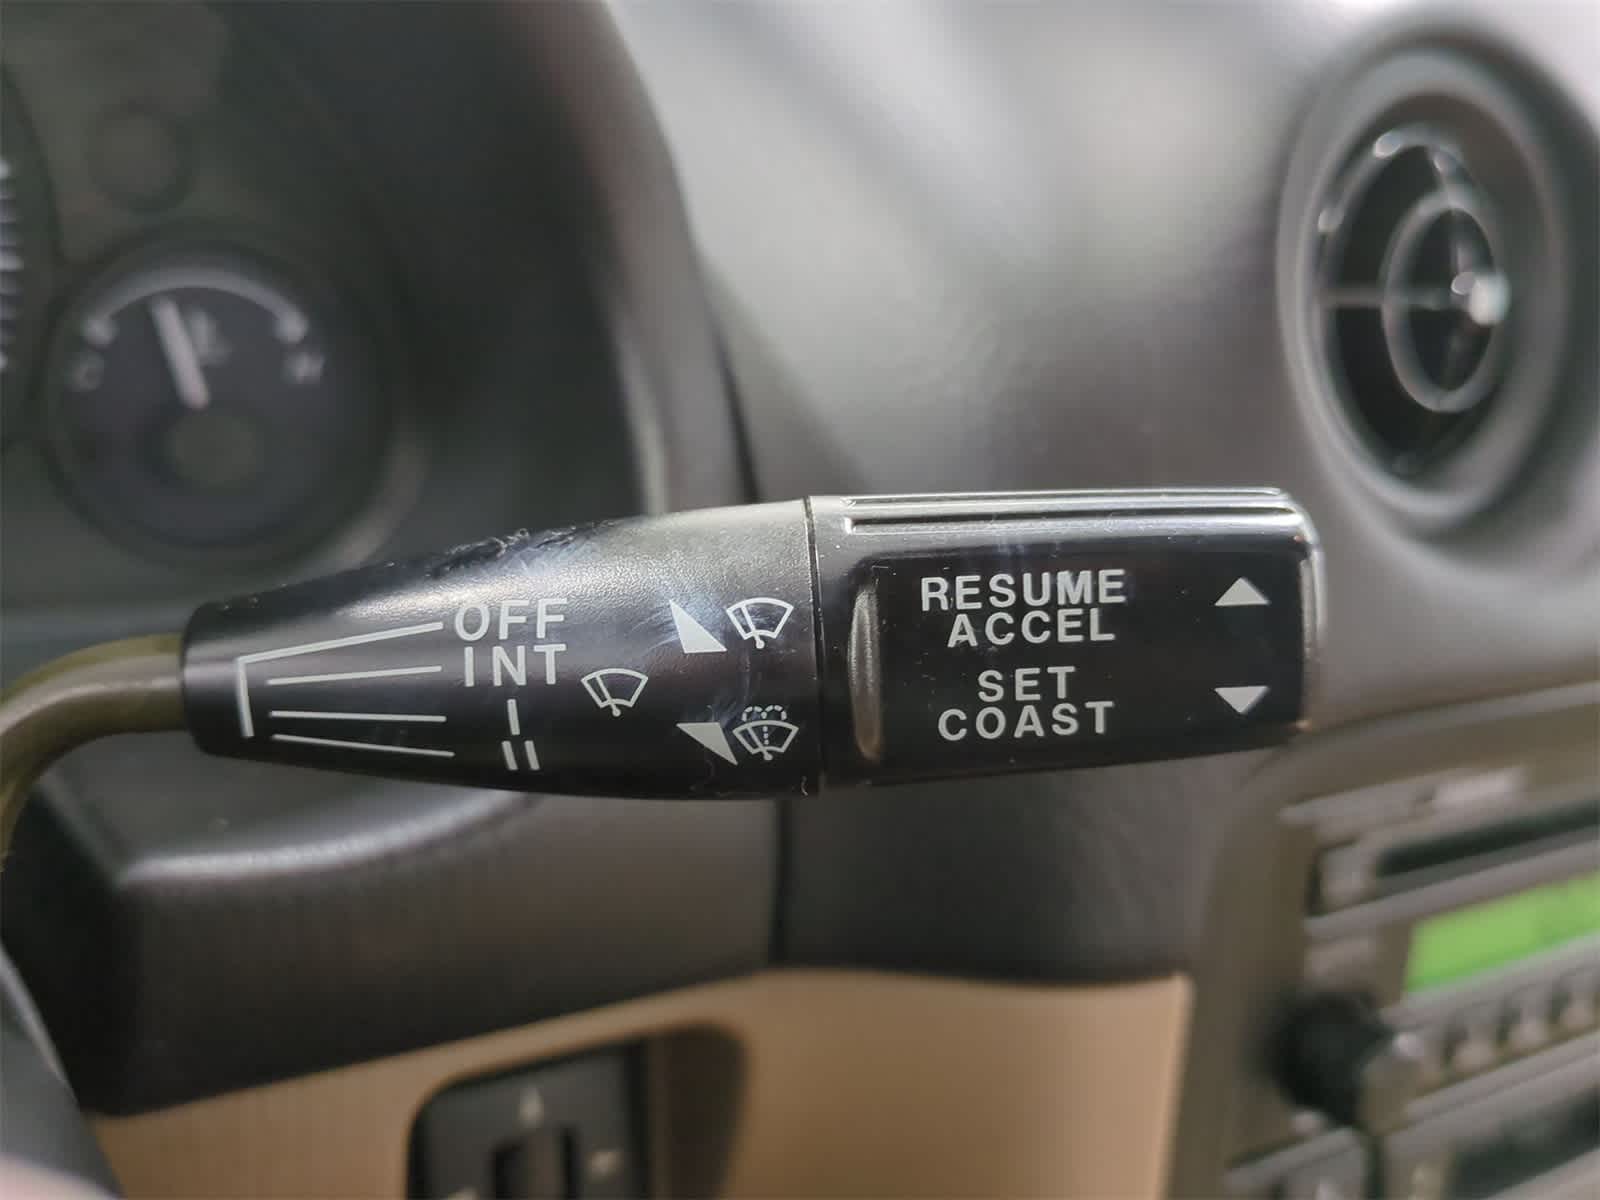 OFF
INT
I
II
RESUME
ACCEL
SET
COAST